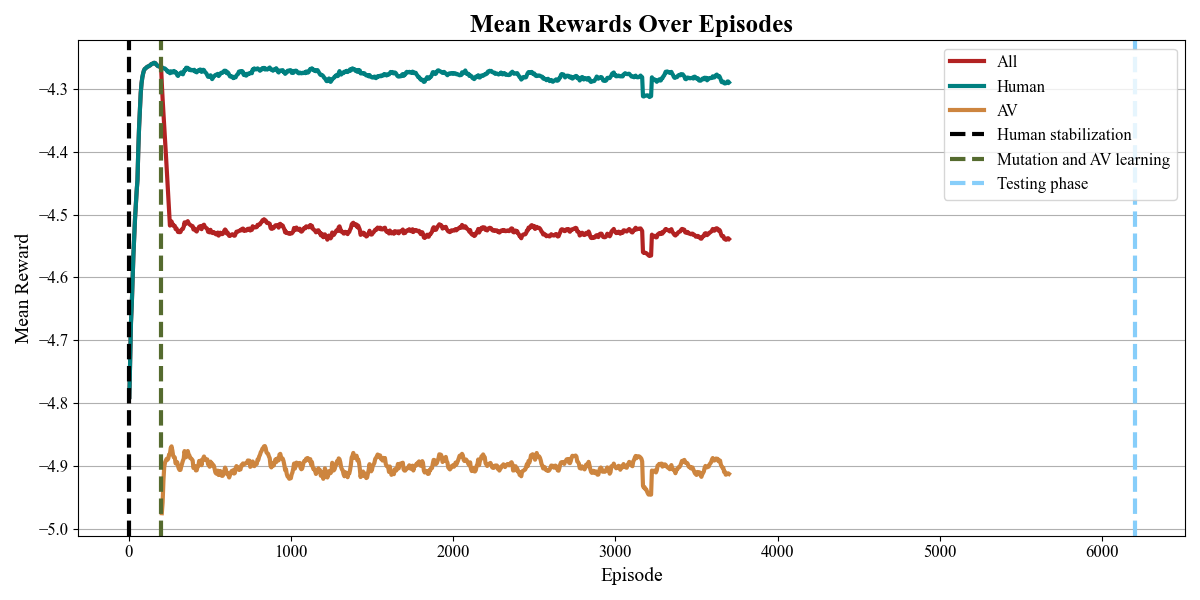 Mean Rewards Over Episodes
All
Human
AV
Human stabilization
Mutation and AV learning
Testing phase
Mean Reward
−4.3
−4.4
−4.5
−4.6
−4.7
−4.8
−4.9
−5.0
0 1000 2000 3000 4000 5000 6000
Episode